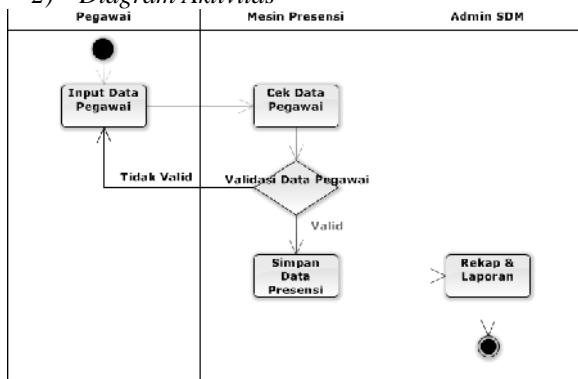 2) Diagram Aktivitas
Pegawai
Mesin Presensi
Admin SDM
Input Data
Pegawai
Cek Data
Pegawai
Tidak Valid
Validasi Data Pegawai
Valid
Simpan
Data
Presensi
Rekap &
Laporan